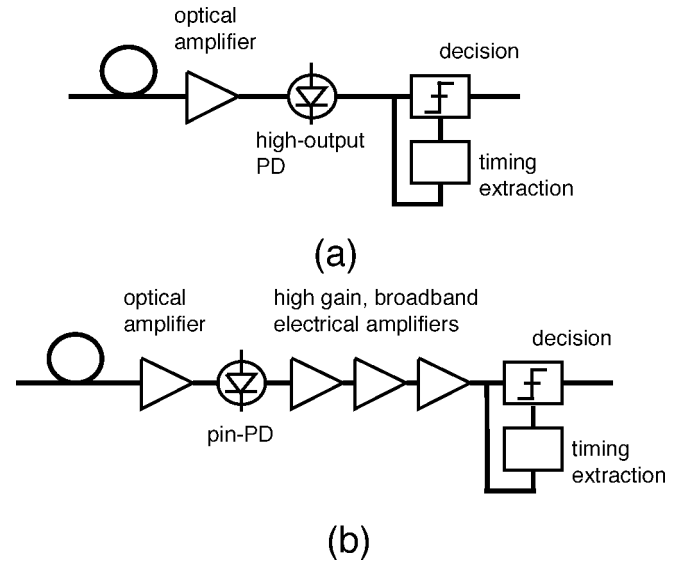 optical
amplifier
decision
high-output
PD
timing
extraction
(a)
optical
amplifier
high gain, broadband
electrical amplifiers
decision
pin-PD
timing
extraction
(b)